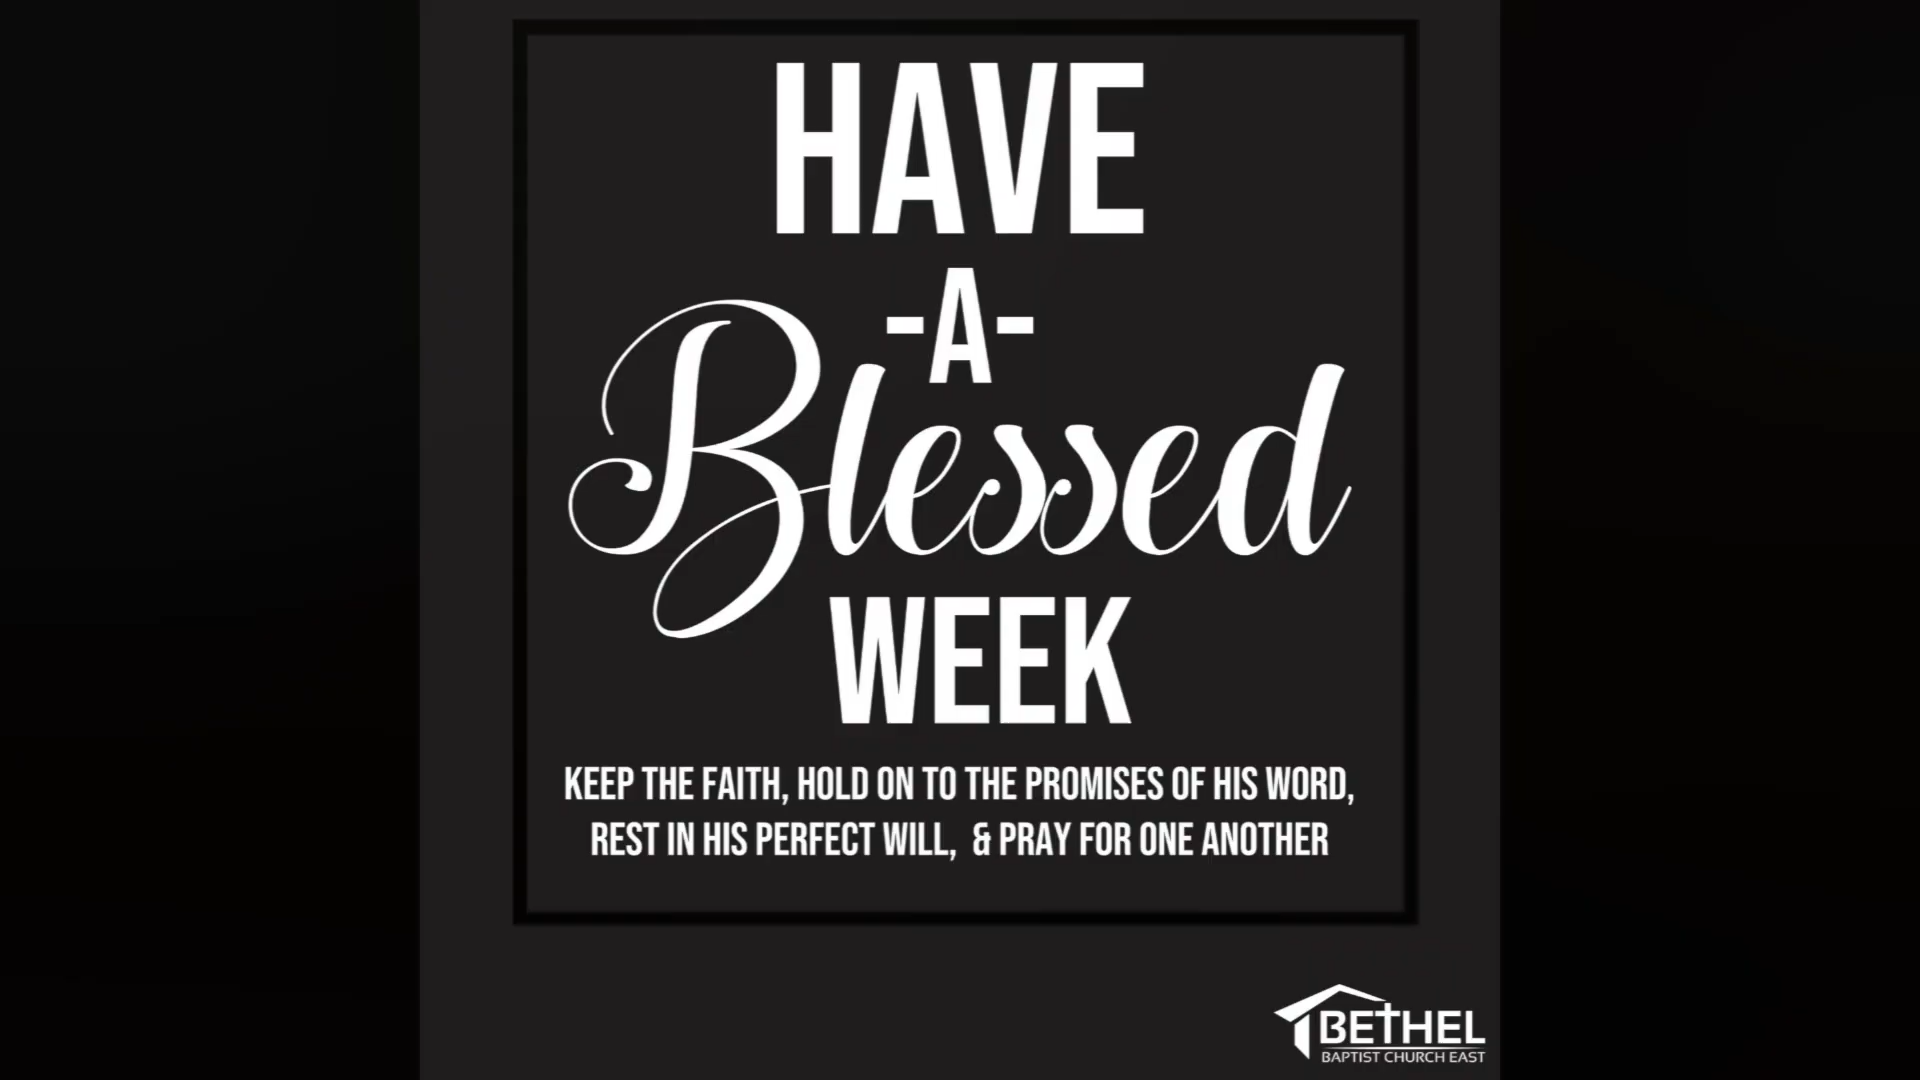 HAVE
-A-
Blessed
WEEK
KEEP THE FAITH, HOLD ON TO THE PROMISES OF HIS WORD,
REST IN HIS PERFECT WILL,  & PRAY FOR ONE ANOTHER
BETHEL
BAPTIST CHURCH EAST